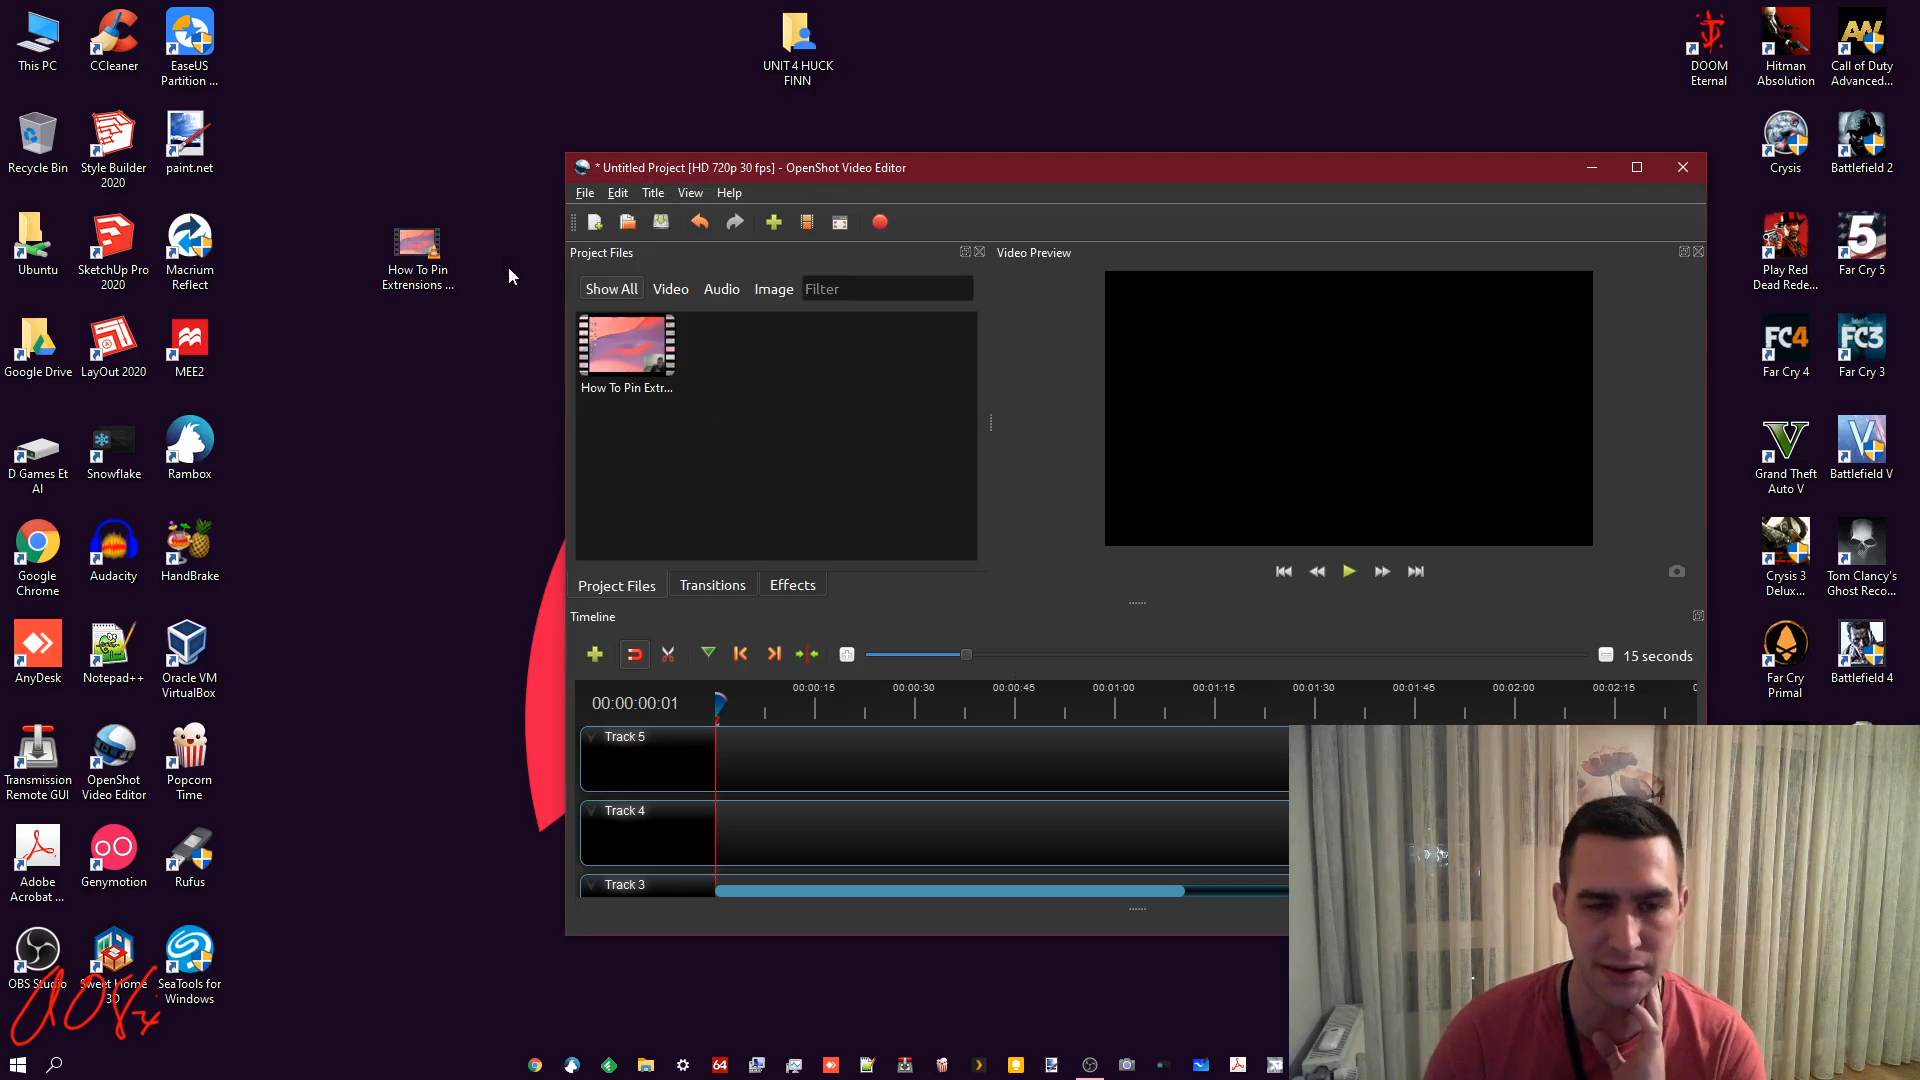 This PC
CCleaner
EaseUS
Partition ...
Recycle Bin
Style Builder
2020
paint.net
Ubuntu
SketchUp Pro
2020
Macrium
Reflect
Google Drive
LayOut 2020
MEE2
D Games Et
Al
Snowflake
Rambox
Google
Chrome
Audacity
HandBrake
AnyDesk
Notepad++
Oracle VM
VirtualBox
Transmission
Remote GUI
OpenShot
Video Editor
Popcorn
Time
Adobe
Acrobat ...
Genymotion
Rufus
OBS Studio
Sweet Home
3D
SeaTools for
Windows
How To Pin
Extrensions ...
UNIT 4 HUCK
FINN
DOOM
Eternal
Hitman
Absolution
Call of Duty
Advanced...
Crysis
Battlefield 2
Play Red
Dead Rede...
5
Far Cry 5
FC4
Far Cry 4
FC3
Far Cry 3
Grand Theft
Auto V
Battlefield V
Crysis 3
Delux...
Tom Clancy's
Ghost Reco...
Far Cry
Primal
Battlefield 4
* Untitled Project [HD 720p 30 fps] - OpenShot Video Editor
File Edit Title View Help
Project Files
Video Preview
Show All Video Audio Image Filter
How To Pin Extr...
Project Files Transitions Effects
Timeline
15 seconds
00:00:00:01
00:00:15 00:00:30 00:00:45 00:01:00 00:01:15 00:01:30 00:01:45 00:02:00 00:02:15
Track 5
Track 4
Track 3
64